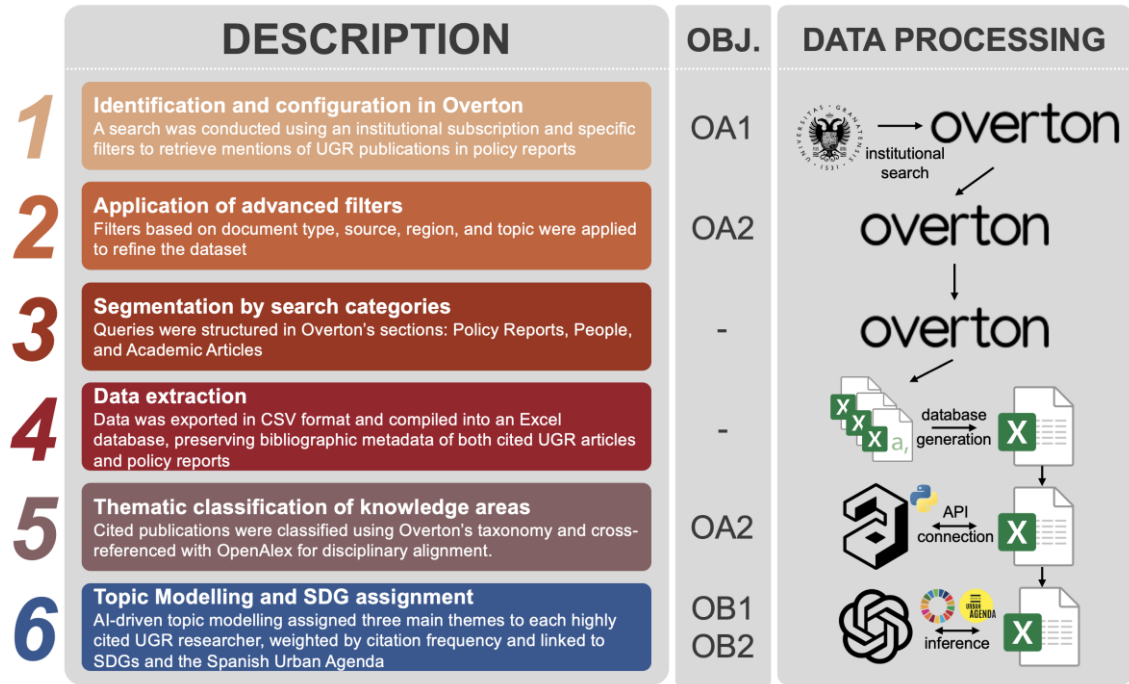 DESCRIPTION
OBJ.
DATA PROCESSING
1
Identification and configuration in Overton
A search was conducted using an institutional subscription and specific
filters to retrieve mentions of UGR publications in policy reports
OA1
institutional
search
overton
2
Application of advanced filters
Filters based on document type, source, region, and topic were applied
to refine the dataset
OA2
overton
3
Segmentation by search categories
Queries were structured in Overton's sections: Policy Reports, People,
and Academic Articles
-
overton
4
Data extraction
Data was exported in CSV format and compiled into an Excel
database, preserving bibliographic metadata of both cited UGR articles
and policy reports
-
X
X
X
a,
database
generation
X
5
Thematic classification of knowledge areas
Cited publications were classified using Overton's taxonomy and cross-
referenced with OpenAlex for disciplinary alignment.
OA2
API
connection
X
6
Topic Modelling and SDG assignment
AI-driven topic modelling assigned three main themes to each highly
cited UGR researcher, weighted by citation frequency and linked to
SDGs and the Spanish Urban Agenda
OB1
OB2
URBAN
AGENDA
inference
X